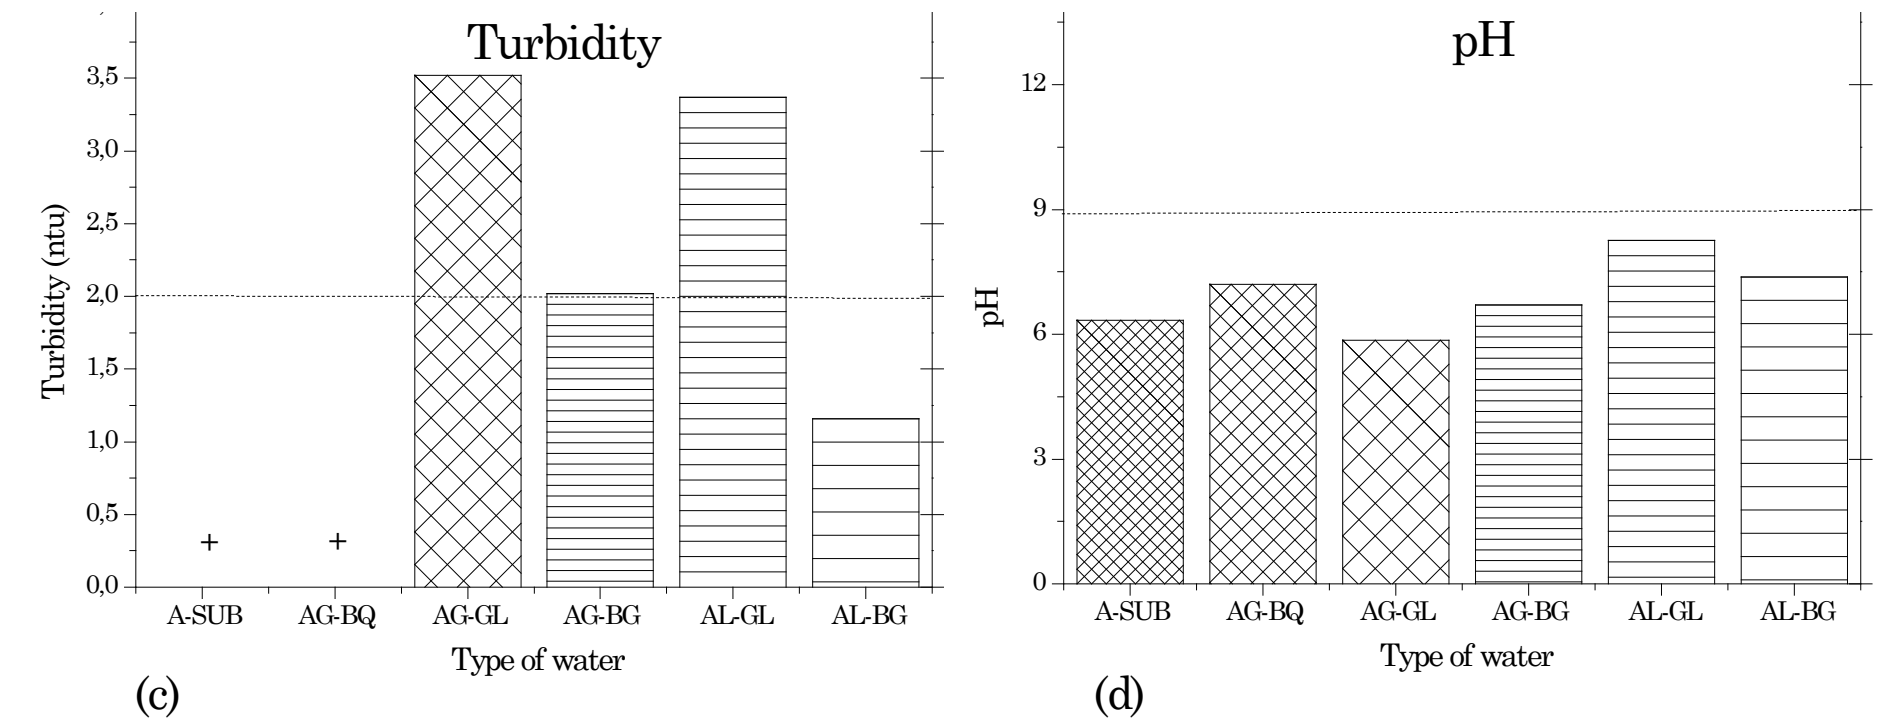 Turbidity
3,5
3,0
2,5
2,0
1,5
1,0
0,5
0,0
Turbidity (ntu)
+ +
A-SUB AG-BQ AG-GL AG-BG AL-GL AL-BG
Type of water
(c)
pH
12
9
6
3
0
pH
A-SUB AG-BQ AG-GL AG-BG AL-GL AL-BG
Type of water
(d)